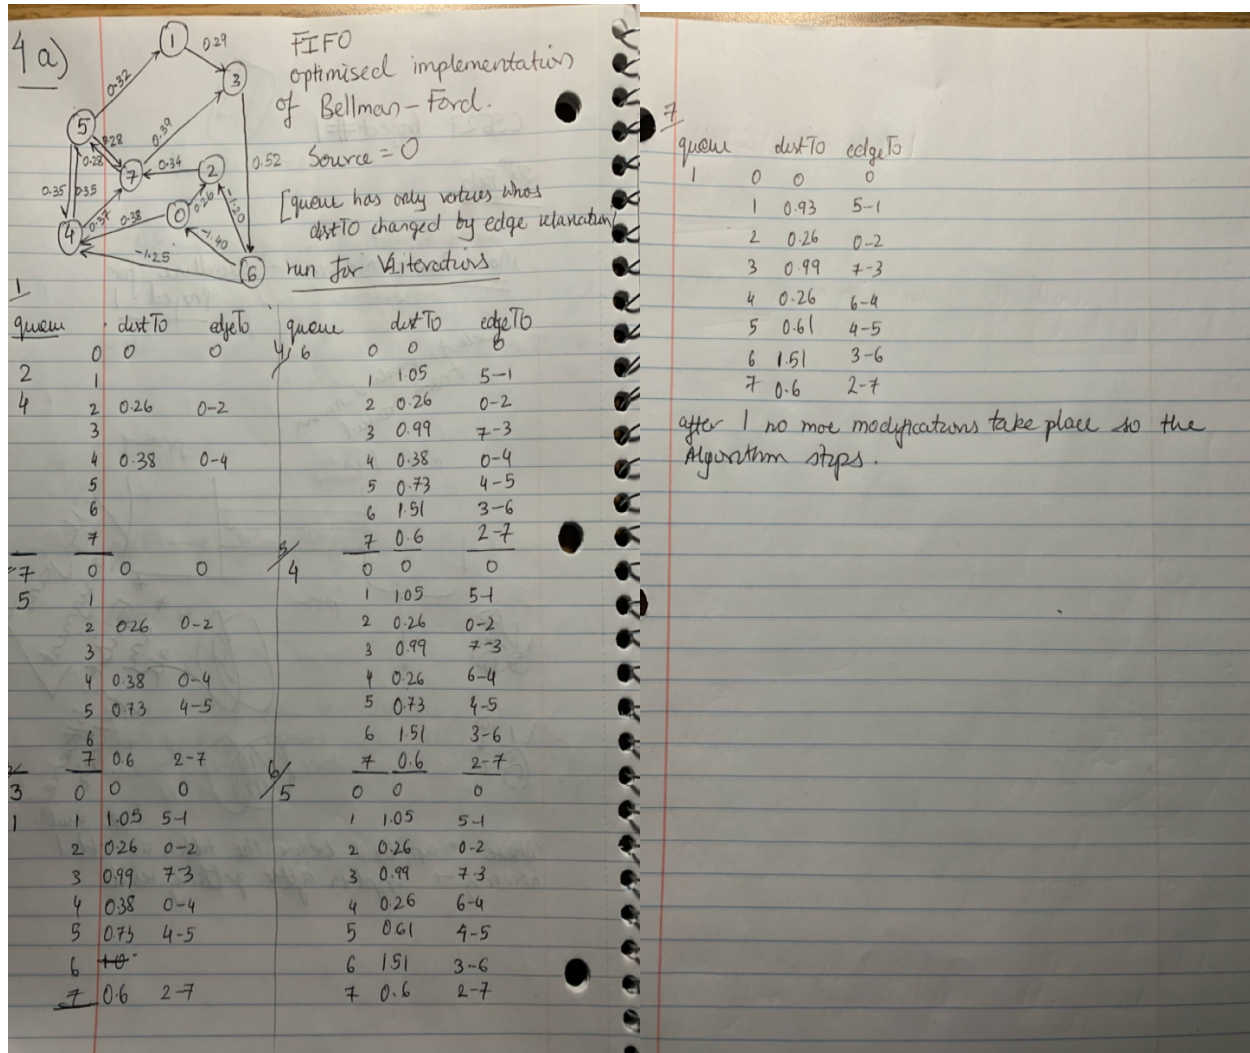 4 a)
FIFO
optimised implementation
of Bellman-Ford.
Source = 0
[queue has only vertices whos
distTO changed by edge relaxation]
run for V iterations
1
0.29
3
0.32
5
0.28
0.28
0.39
7
0.34
2
0.52
0.35
0.35
0.37
0.38
0
0.26
-1.20
4
-1.40
-1.25
6
1
queue distTO edgeTo
0 0 0
2 1
4 2 0.26 0-2
3
4 0.38 0-4
5
6
7
7 0 0 0
5 1
2 0.26 0-2
3
4 0.38 0-4
5 0.73 4-5
6
7 0.6 2-7
3 0 0 0
1 1 1.05 5-1
2 0.26 0-2
3 0.99 7-3
4 0.38 0-4
5 0.73 4-5
6
7 0.6 2-7
queue distTo edgeTO
4/ 6 0 0 0
1 1.05 5-1
2 0.26 0-2
3 0.99 7-3
4 0.38 0-4
5 0.73 4-5
6 1.51 3-6
7 0.6 2-7
5/ 4 0 0 0
1 1.05 5-1
2 0.26 0-2
3 0.99 7-3
4 0.26 6-4
5 0.73 4-5
6 1.51 3-6
7 0.6 2-7
6/ 5 0 0 0
1 1.05 5-1
2 0.26 0-2
3 0.99 7-3
4 0.26 6-4
5 0.61 4-5
6 1.51 3-6
7 0.6 2-7
7
queue distTO edgeTo
1 0 0 0
1 0.93 5-1
2 0.26 0-2
3 0.99 7-3
4 0.26 6-4
5 0.61 4-5
6 1.51 3-6
7 0.6 2-7
after 1 no more modifications take place so the
Algorithm stops.